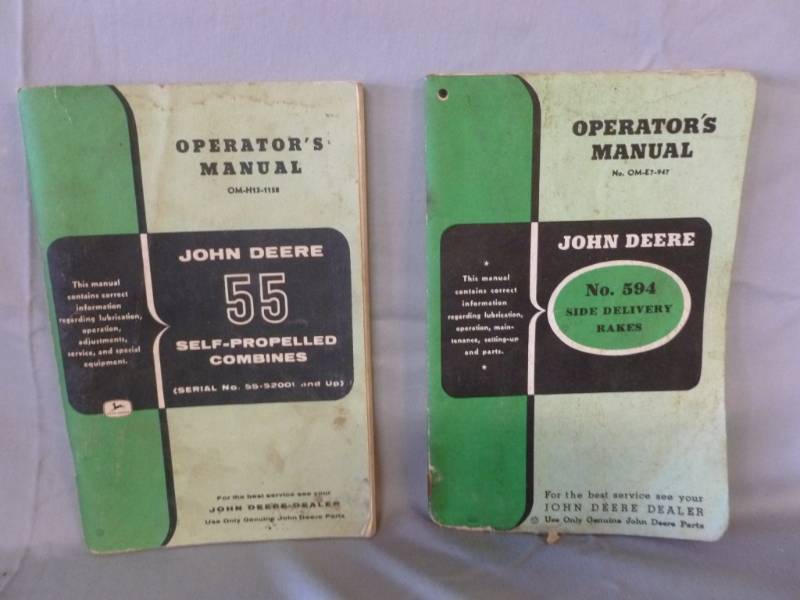 OPERATOR'S
MANUAL
OM-H13-1158
JOHN DEERE
55
SELF-PROPELLED
COMBINES
(SERIAL No. 55-52001 and Up)
This manual
contains correct
information
regarding lubrication,
operation,
adjustments,
service, and special
equipment.
For the best service see your
JOHN DEERE DEALER
Use Only Genuine John Deere Parts
OPERATOR'S
MANUAL
No. OM-E7-947
JOHN DEERE
No. 594
SIDE DELIVERY
RAKES
This manual
contains correct
information
regarding lubrication,
operation, main-
tenance, setting-up
and parts.
For the best service see your
JOHN DEERE DEALER
Use Only Genuine John Deere Parts